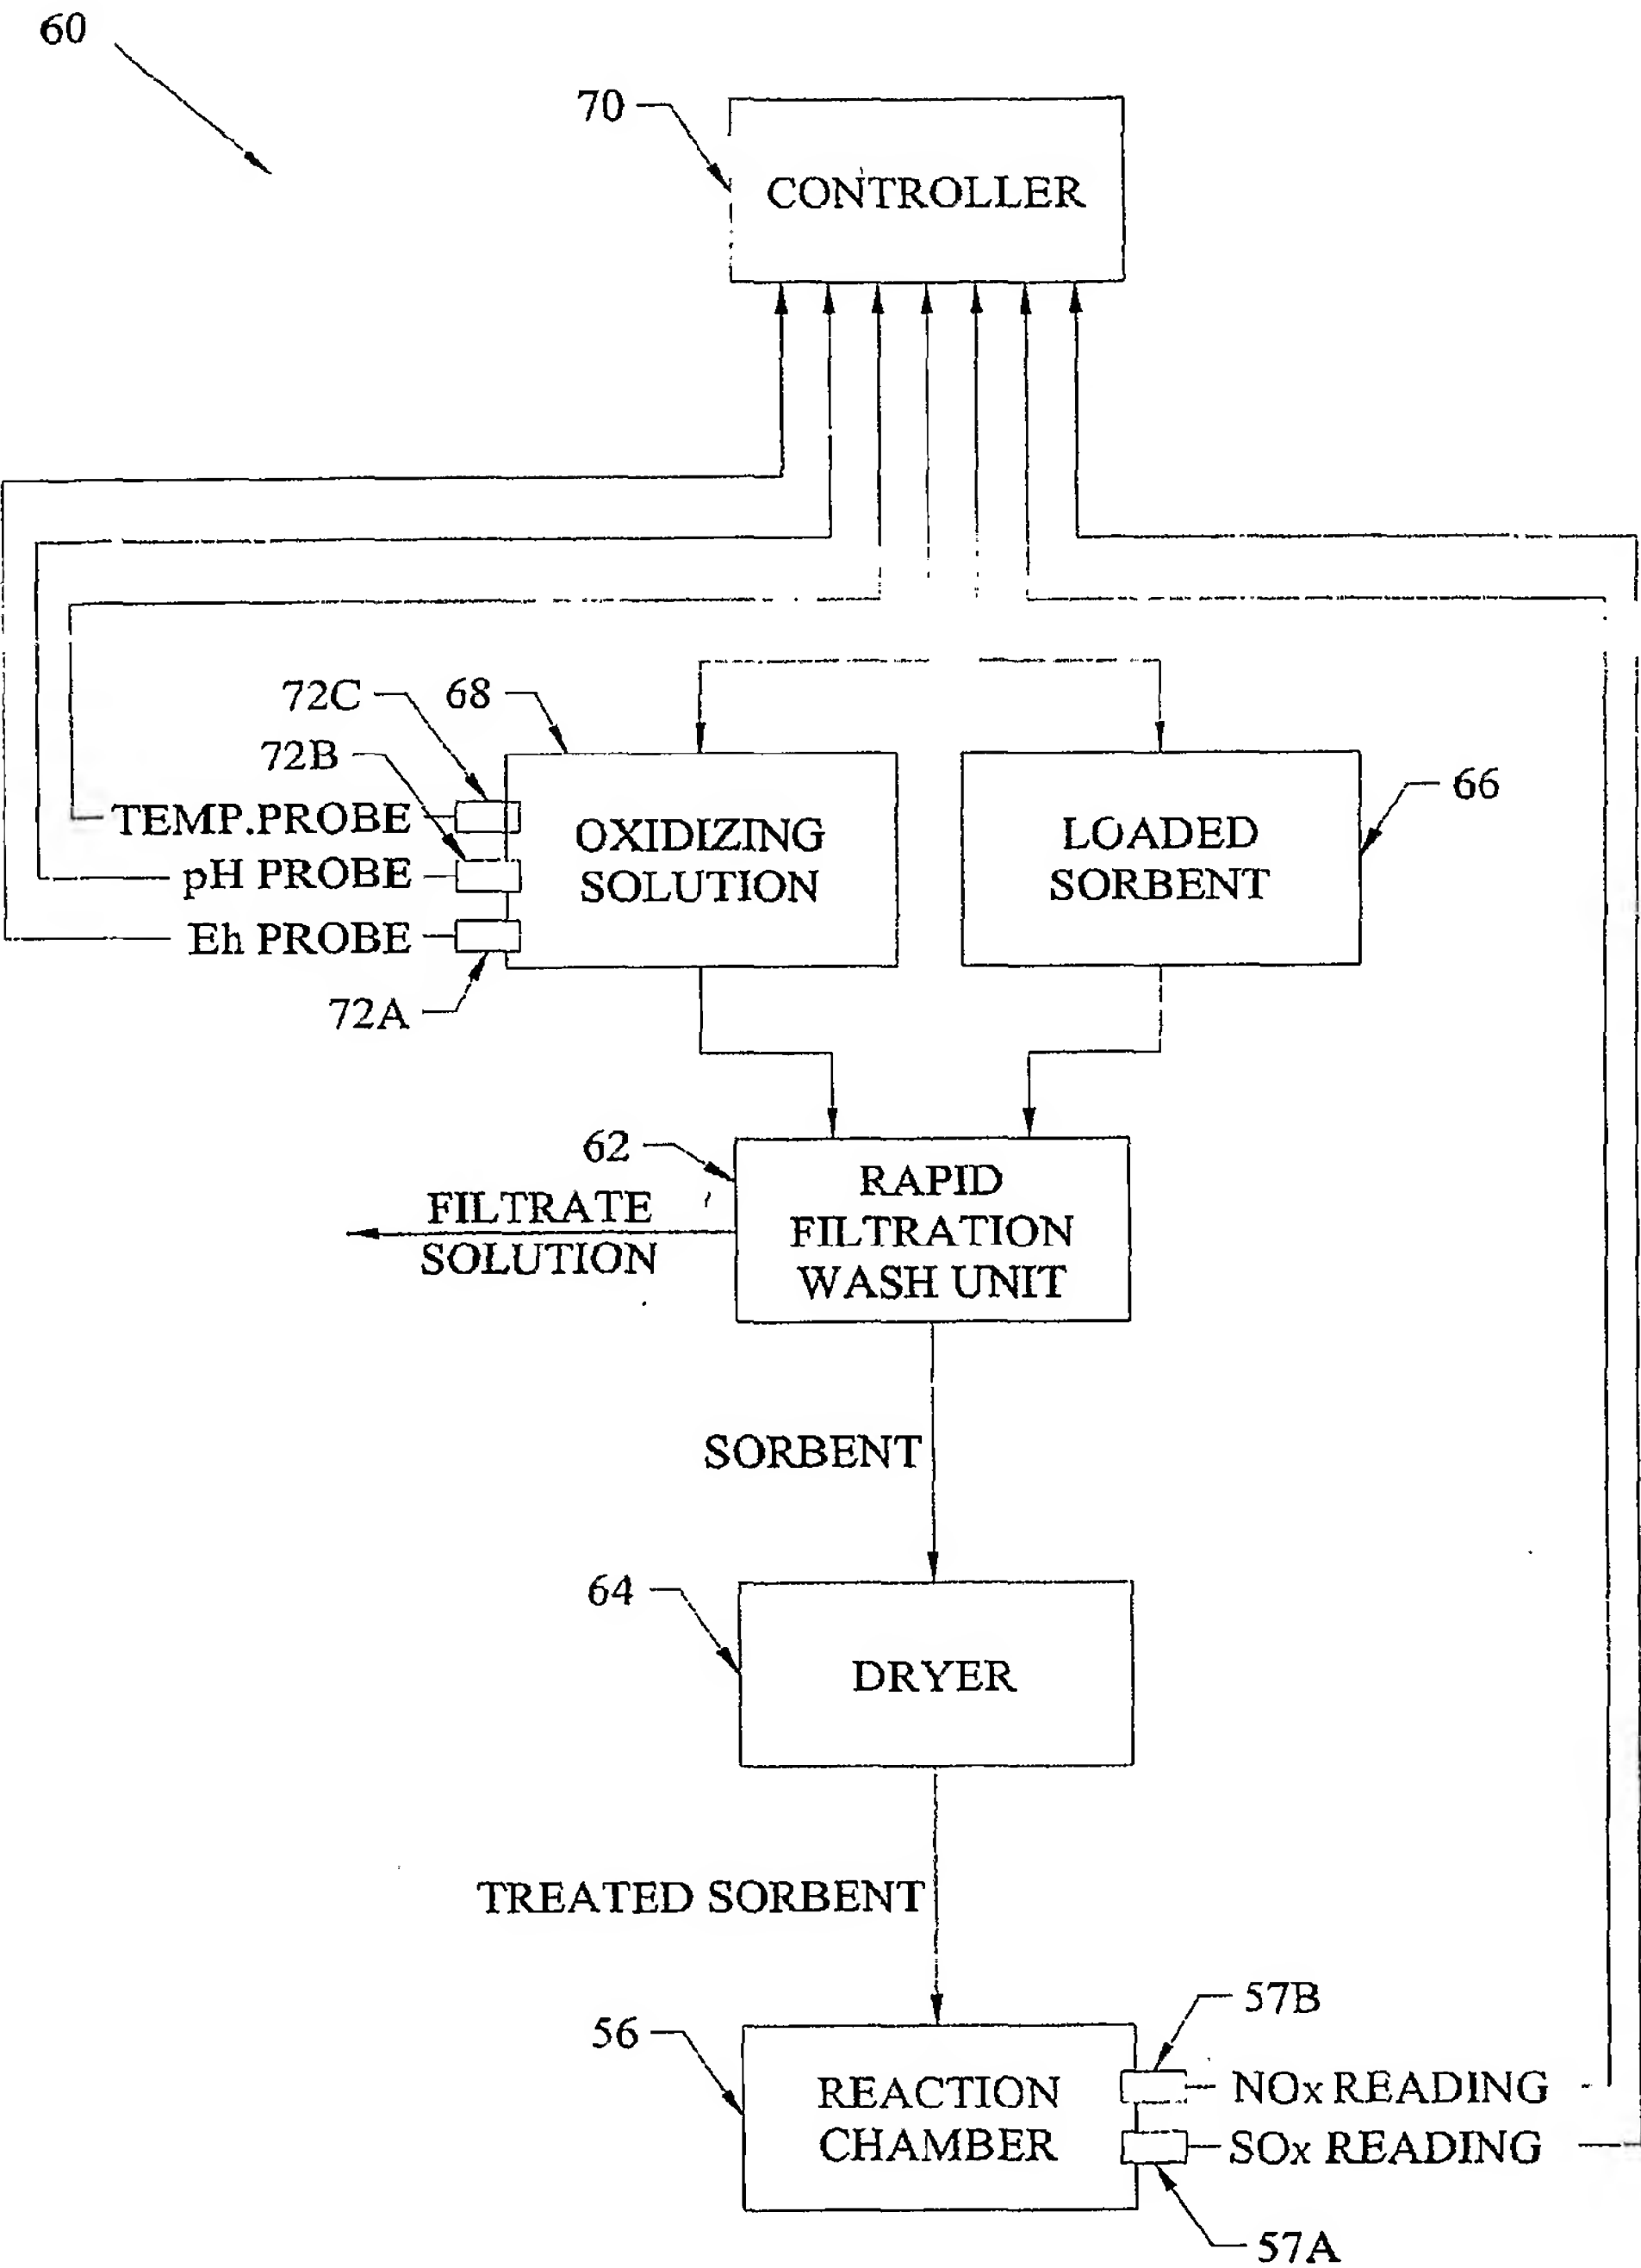 60
70
CONTROLLER
72C
68
72B
66
TEMP.PROBE
pH PROBE
Eh PROBE
OXIDIZING
SOLUTION
LOADED
SORBENT
72A
62
RAPID
FILTRATION
WASH UNIT
FILTRATE
SOLUTION
SORBENT
64
DRYER
TREATED SORBENT
57B
56
REACTION
CHAMBER
NOx READING
SOx READING
57A